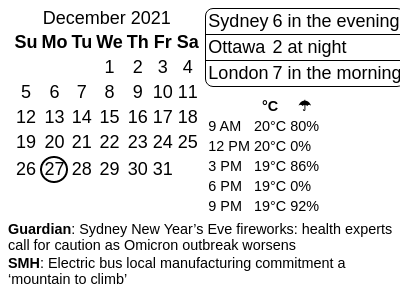 December 2021
Su Mo Tu We Th Fr Sa
1 2 3 4
5 6 7 8 9 10 11
12 13 14 15 16 17 18
19 20 21 22 23 24 25
26 27 28 29 30 31
Sydney 6 in the evening
Ottawa 2 at night
London 7 in the morning
°C ☂
9 AM 20°C 80%
12 PM 20°C 0%
3 PM 19°C 86%
6 PM 19°C 0%
9 PM 19°C 92%
Guardian: Sydney New Year’s Eve fireworks: health experts
call for caution as Omicron outbreak worsens
SMH: Electric bus local manufacturing commitment a
‘mountain to climb’